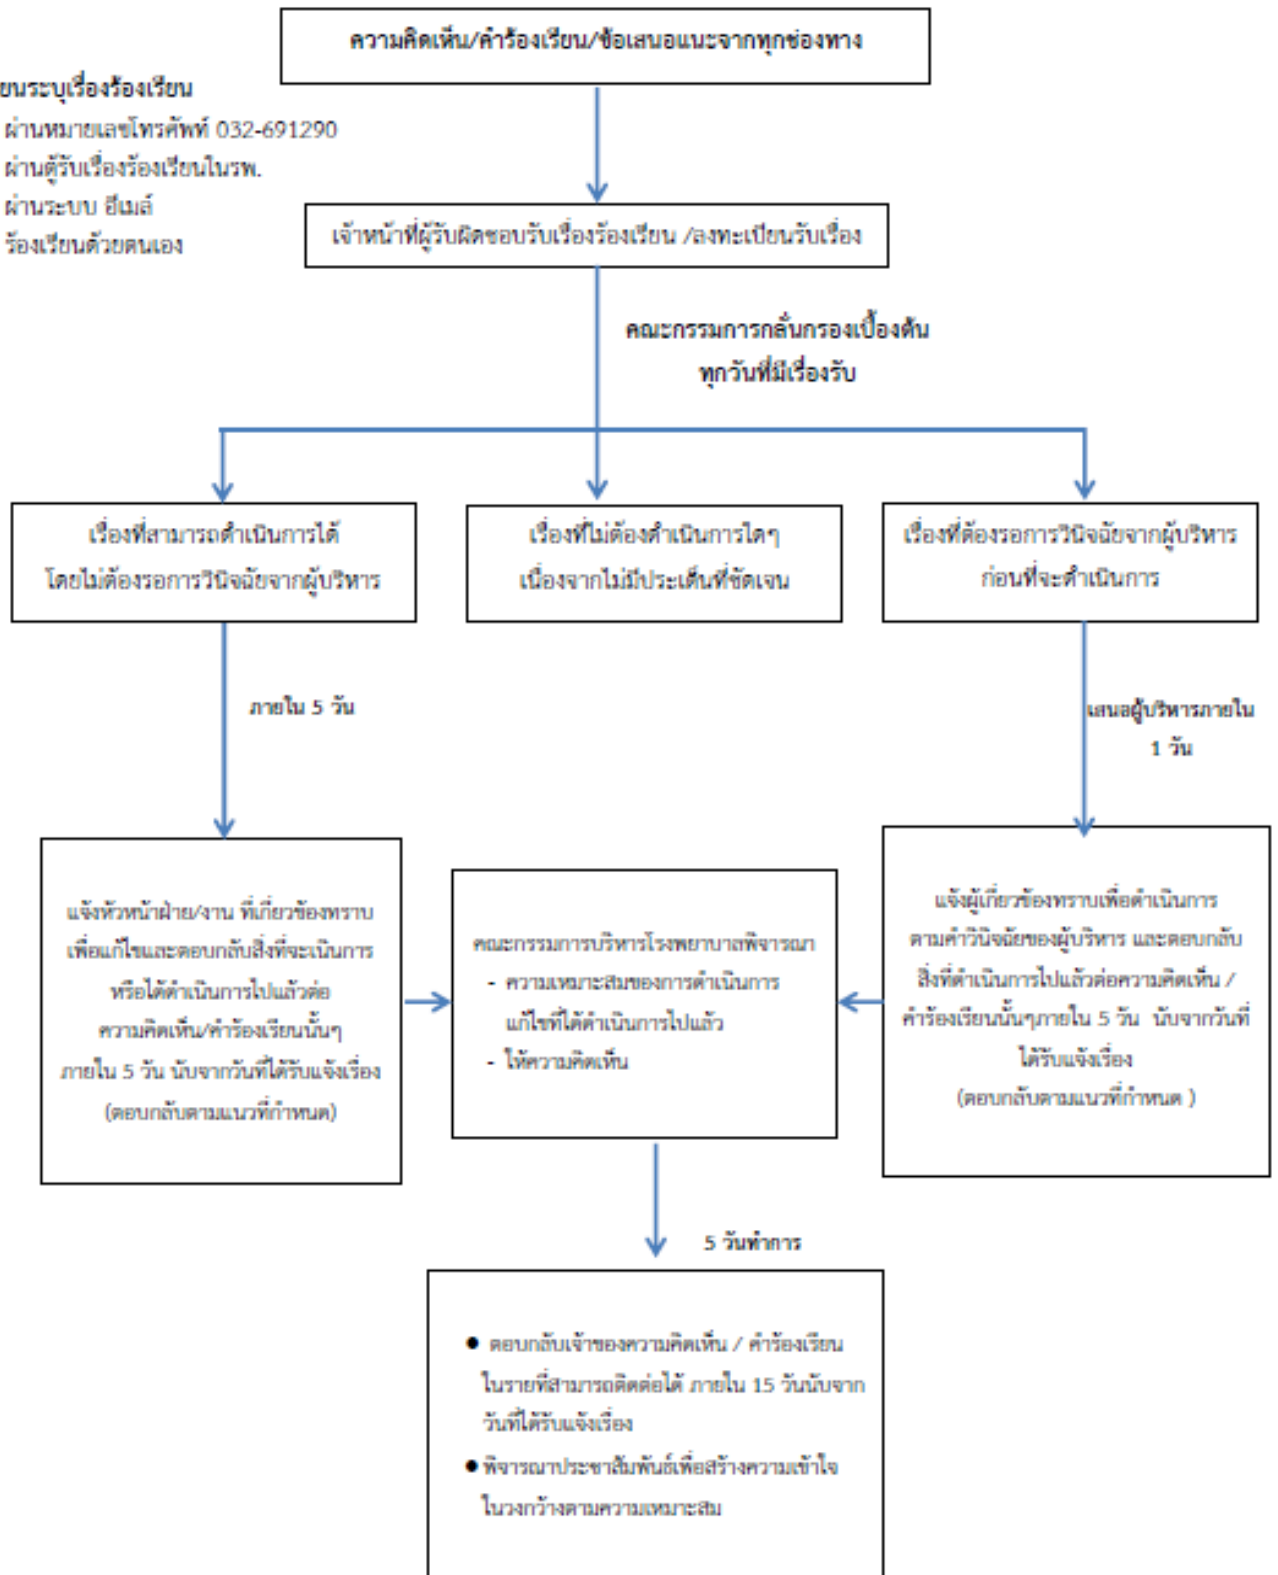 ความคิดเห็น/คำร้องเรียน/ข้อเสนอแนะจากทุกช่องทาง
ยนระบุเรื่องร้องเรียน
ผ่านหมายเลขโทรศัพท์ 032-691290
ผ่านตู้รับเรื่องร้องเรียนในรพ.
ผ่านระบบ อีเมล์
ร้องเรียนด้วยตนเอง
เจ้าหน้าที่ผู้รับผิดชอบรับเรื่องร้องเรียน /ลงทะเบียนรับเรื่อง
คณะกรรมการกลั่นกรองเบื้องต้น
ทุกวันที่มีเรื่องรับ
เรื่องที่สามารถดำเนินการได้
โดยไม่ต้องรอการวินิจฉัยจากผู้บริหาร
เรื่องที่ไม่ต้องดำเนินการใดๆ
เนื่องจากไม่มีประเด็นที่ชัดเจน
เรื่องที่ต้องรอการวินิจฉัยจากผู้บริหาร
ก่อนที่จะดำเนินการ
ภายใน 5 วัน
เสนอผู้บริหารภายใน
1 วัน
แจ้งหัวหน้าฝ่าย/งาน ที่เกี่ยวข้องทราบ
เพื่อแก้ไขและตอบกลับสิ่งที่จะเนินการ
หรือได้ดำเนินการไปแล้วต่อ
ความคิดเห็น/คำร้องเรียนนั้นๆ
ภายใน 5 วัน นับจากวันที่ได้รับแจ้งเรื่อง
(ตอบกลับตามแนวที่กำหนด)
คณะกรรมการบริหารโรงพยาบาลพิจารณา
- ความเหมาะสมของการดำเนินการ
แก้ไขที่ได้ดำเนินการไปแล้ว
- ให้ความคิดเห็น
แจ้งผู้เกี่ยวข้องทราบเพื่อดำเนินการ
ตามคำวินิจฉัยของผู้บริหาร และตอบกลับ
สิ่งที่ดำเนินการไปแล้วต่อความคิดเห็น /
คำร้องเรียนนั้นๆภายใน 5 วัน นับจากวันที่
ได้รับแจ้งเรื่อง
(ตอบกลับตามแนวที่กำหนด )
5 วันทำการ
● ตอบกลับเจ้าของความคิดเห็น / คำร้องเรียน
ในรายที่สามารถติดต่อได้ ภายใน 15 วันนับจาก
วันที่ได้รับแจ้งเรื่อง
● พิจารณาประชาสัมพันธ์เพื่อสร้างความเข้าใจ
ในวงกว้างตามความเหมาะสม